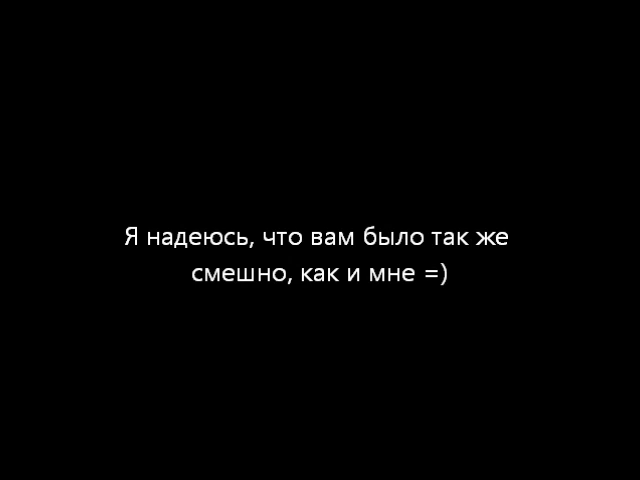 Я надеюсь, что вам было так же
смешно, как и мне =)